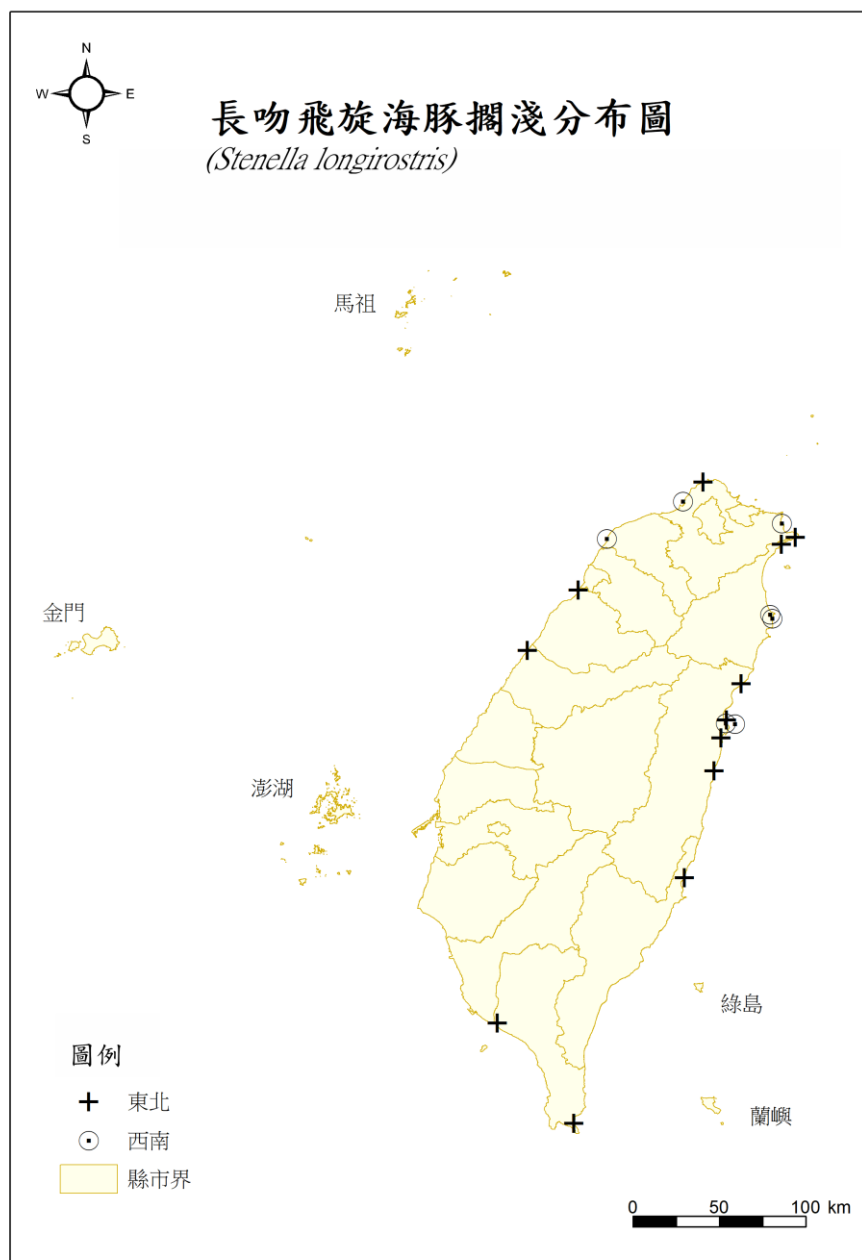 N
W E
S
長吻飛旋海豚擱淺分布圖
(Stenella longirostris)
馬祖
金門
澎湖
綠島
蘭嶼
圖例
東北
西南
縣市界
0 50 100 km